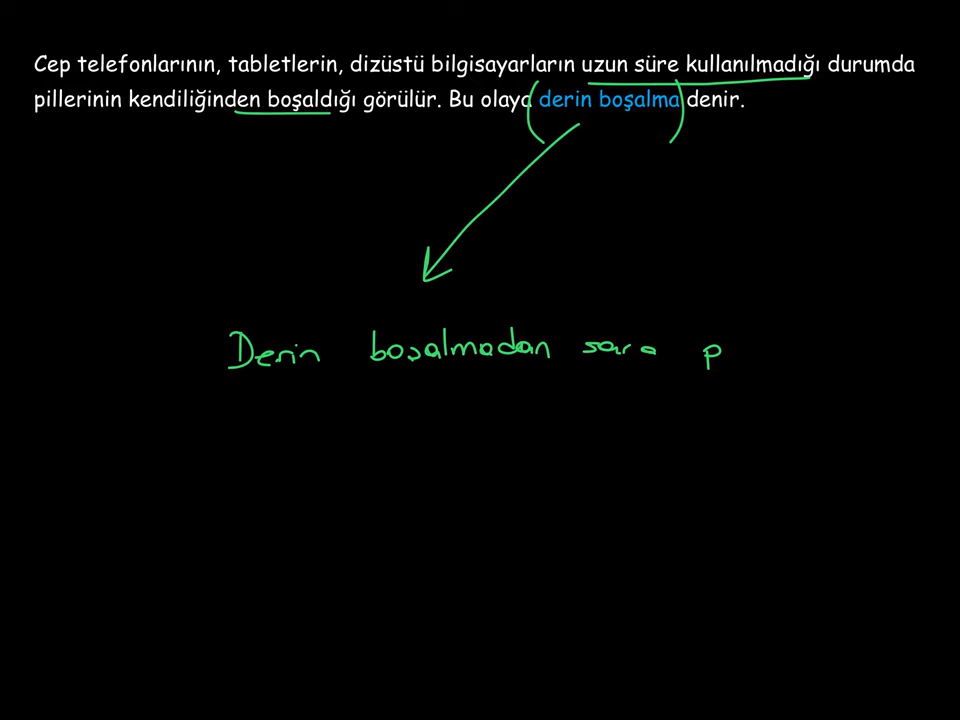 Cep telefonlarının, tabletlerin, dizüstü bilgisayarların uzun süre kullanılmadığı durumda
pillerinin kendiliğinden boşaldığı görülür. Bu olaya derin boşalma denir.
Derin boşalmadan sara p